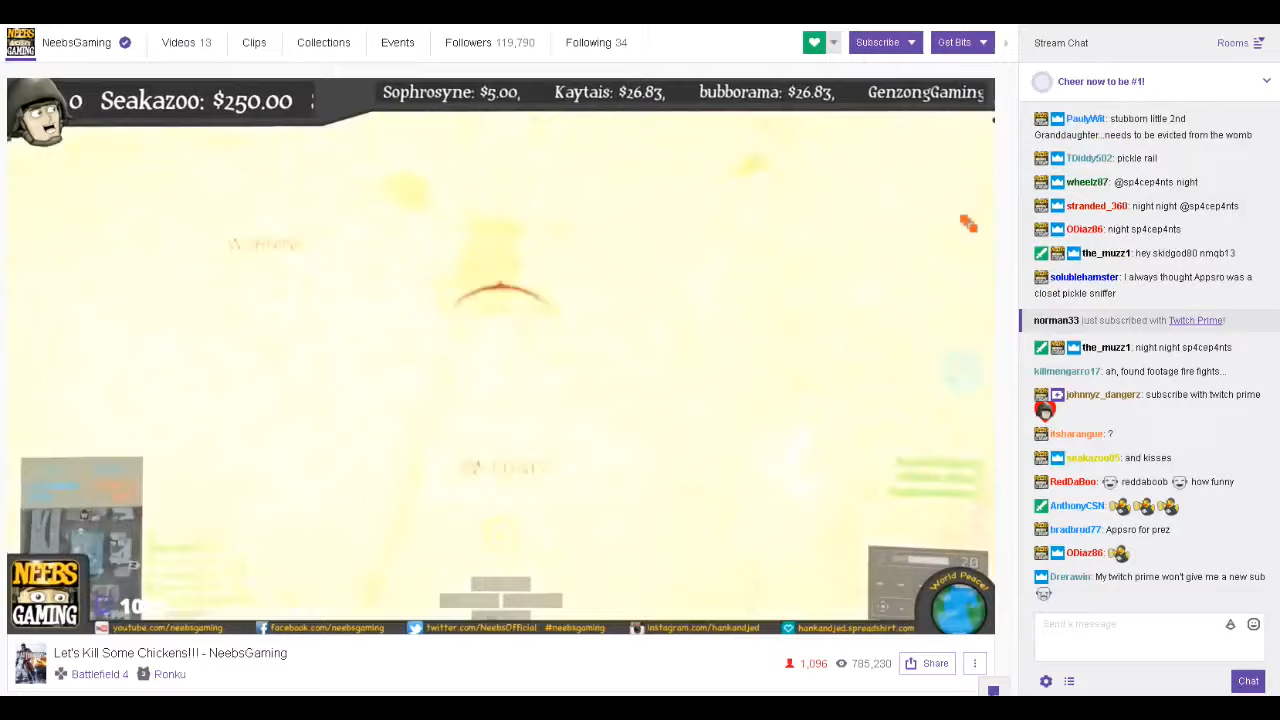 NeebsGaming
Videos 13
Clips
Collections
Events
Followers 119,790
Following 34
Subscribe
Get Bits
Stream Chat
Rooms
Cheer now to be #1!
NEEBS GAMING
0 Seakazoo: $250.00
Sophrosyne: $5.00, Kaytais: $26.83, bubborama: $26.83, GenzongGaming
PaulyWit: stubborn little 2nd
Granddaughter...needs to be evicted from the womb
TDiddy502: pickle rail
wheelz87: @sp4cep4nts night
stranded_360: night night @sp4cep4nts
ODiaz86: night sp4cep4nts
the_muzz1: hey skidgod80 nmqb13
solublehamster: I always thought Appsro was a
closet pickle sniffer
norman33 just subscribed with Twitch Prime!
the_muzz1: night night sp4cep4nts
killmengarro17: ah, found footage fire fights...
johnnyz_dangerz: subscribe with twitch prime
itsharangue: ?
seakazoo85: and kisses
RedDaBoo: reddaboob how funny
AnthonyCSN:
bradbrud77: Appsro for prez
ODiaz86:
Drerawin: My twitch prime won't give me a new sub
20
NEEBS
GAMING
10
World Peace!
youtube.com/neebsgaming
facebook.com/neebsgaming
twitter.com/NeebsOfficial #neebsgaming
instagram.com/hankandjed
hankandjed.spreadshirt.com
Let's Kill Some Chickens!!! - NeebsGaming
Battlefield 4
Ronku
1,096
785,230
Share
Send a message
Chat